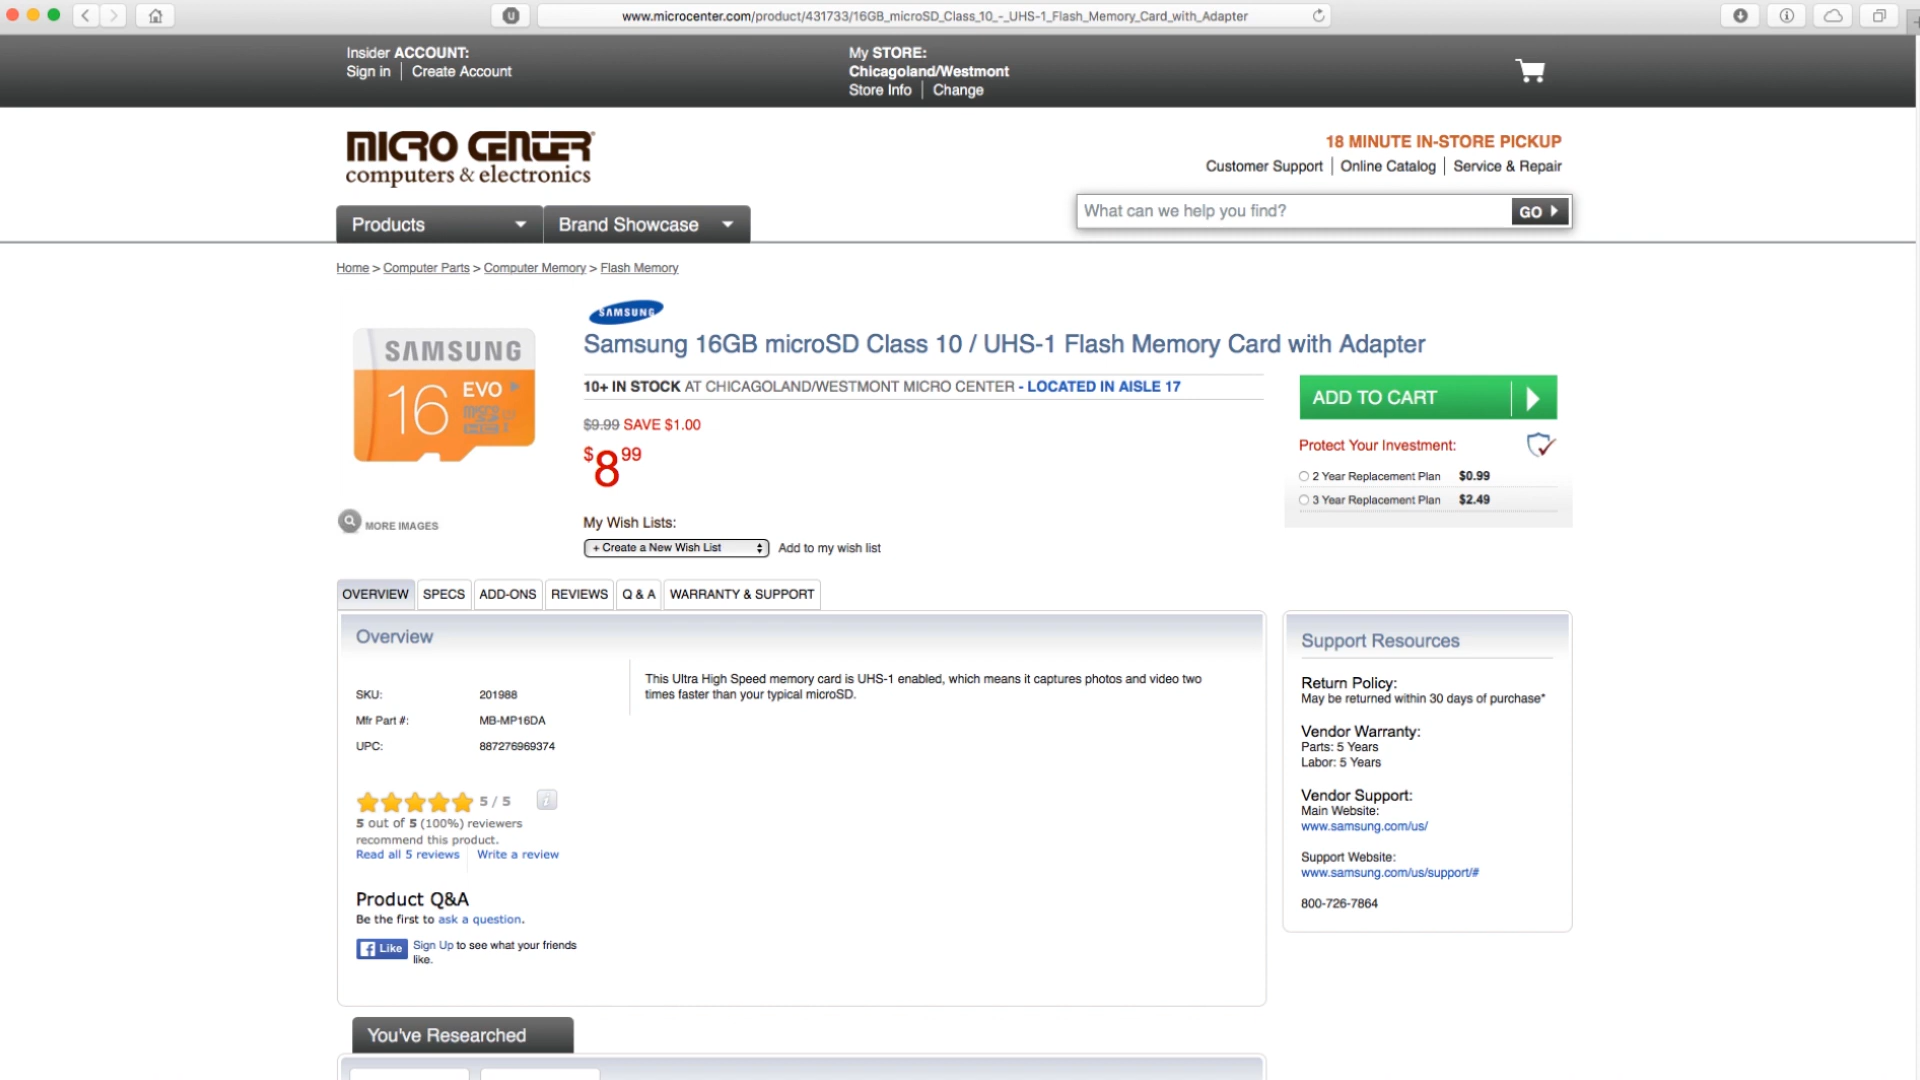 www.microcenter.com/product/431733/16GB_microSD_Class_10_-_UHS-1_Flash_Memory_Card_with_Adapter
Insider ACCOUNT:
Sign in | Create Account
My STORE:
Chicagoland/Westmont
Store Info | Change
MICRO CENTER
computers & electronics
18 MINUTE IN-STORE PICKUP
Customer Support | Online Catalog | Service & Repair
Products
Brand Showcase
What can we help you find?
GO
Home > Computer Parts > Computer Memory > Flash Memory
SAMSUNG
Samsung 16GB microSD Class 10 / UHS-1 Flash Memory Card with Adapter
SAMSUNG
16 EVO
10+ IN STOCK AT CHICAGOLAND/WESTMONT MICRO CENTER - LOCATED IN AISLE 17
$9.99 SAVE $1.00
$8 99
ADD TO CART
Protect Your Investment:
2 Year Replacement Plan $0.99
3 Year Replacement Plan $2.49
MORE IMAGES
My Wish Lists:
+ Create a New Wish List
Add to my wish list
OVERVIEW
SPECS
ADD-ONS
REVIEWS
Q & A
WARRANTY & SUPPORT
Overview
SKU: 201988
Mfr Part #: MB-MP16DA
UPC: 887276969374
This Ultra High Speed memory card is UHS-1 enabled, which means it captures photos and video two
times faster than your typical microSD.
5 / 5
5 out of 5 (100%) reviewers
recommend this product.
Read all 5 reviews
Write a review
Product Q&A
Be the first to ask a question.
Like
Sign Up to see what your friends
like.
Support Resources
Return Policy:
May be returned within 30 days of purchase*
Vendor Warranty:
Parts: 5 Years
Labor: 5 Years
Vendor Support:
Main Website:
www.samsung.com/us/
Support Website:
www.samsung.com/us/support/#
800-726-7864
You've Researched